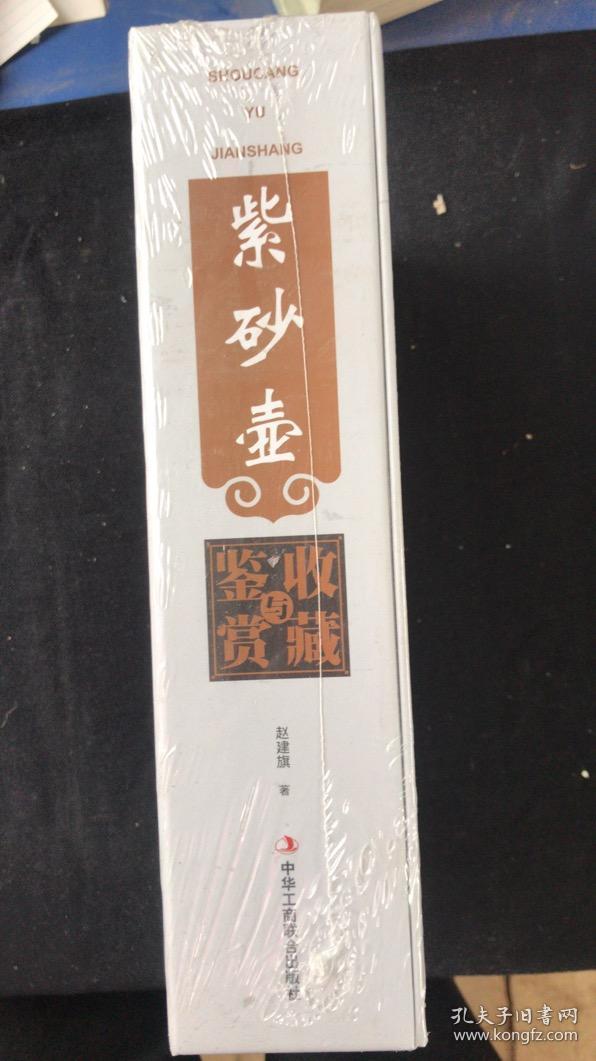 SHOUCANG
YU
JIANSHANG
紫砂壶
收藏
与
鉴赏
赵建旗 著
中华工商联合出版社
孔夫子旧书网
www.kongfz.com